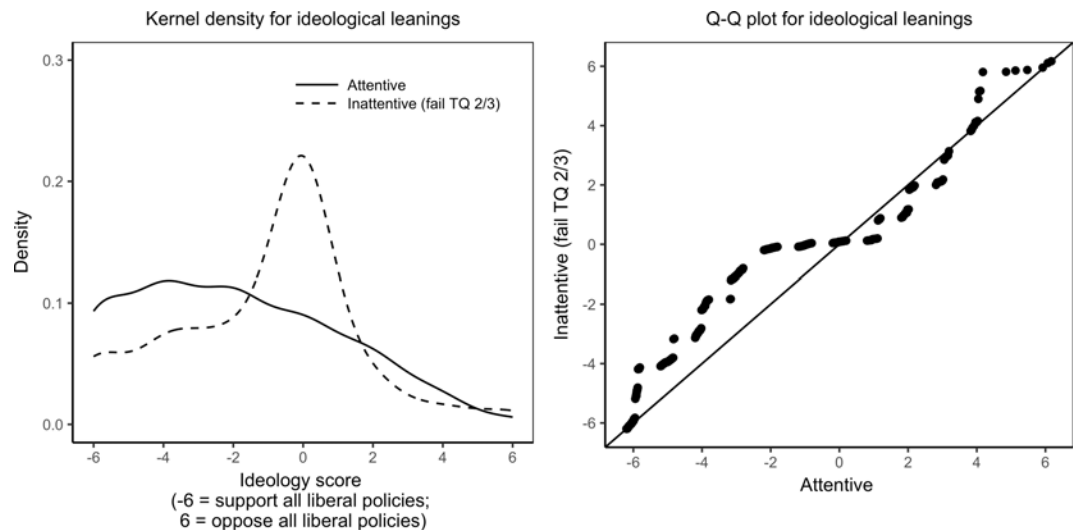 Kernel density for ideological leanings
0.3
0.2
0.1
0.0
Density
Attentive
Inattentive (fail TQ 2/3)
-6 -4 -2 0 2 4 6
Ideology score
(-6 = support all liberal policies;
6 = oppose all liberal policies)
Q-Q plot for ideological leanings
6
4
2
0
-2
-4
-6
Inattentive (fail TQ 2/3)
-6 -4 -2 0 2 4 6
Attentive